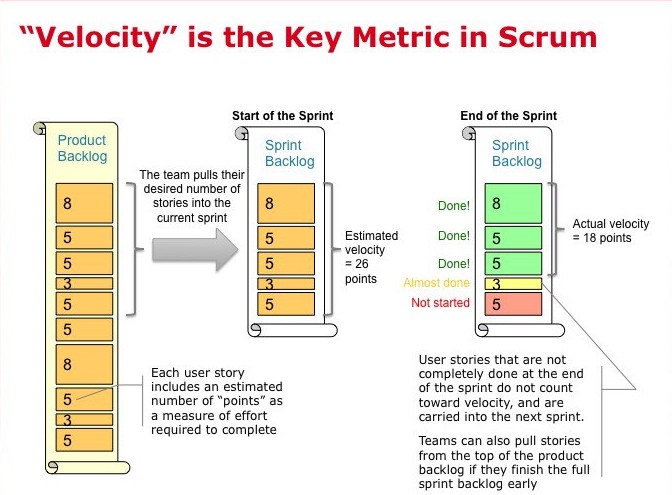 “Velocity” is the Key Metric in Scrum
Product
Backlog
8
5
5
3
5
5
8
5
3
5
The team pulls their
desired number of
stories into the
current sprint
Each user story
includes an estimated
number of “points” as
a measure of effort
required to complete
Start of the Sprint
Sprint
Backlog
8
5
5
3
5
Estimated
velocity
= 26
points
End of the Sprint
Sprint
Backlog
Done! 8
Done! 5
Done! 5
Almost done 3
Not started 5
Actual velocity
= 18 points
User stories that are not
completely done at the end
of the sprint do not count
toward velocity, and are
carried into the next sprint.
Teams can also pull stories
from the top of the product
backlog if they finish the full
sprint backlog early